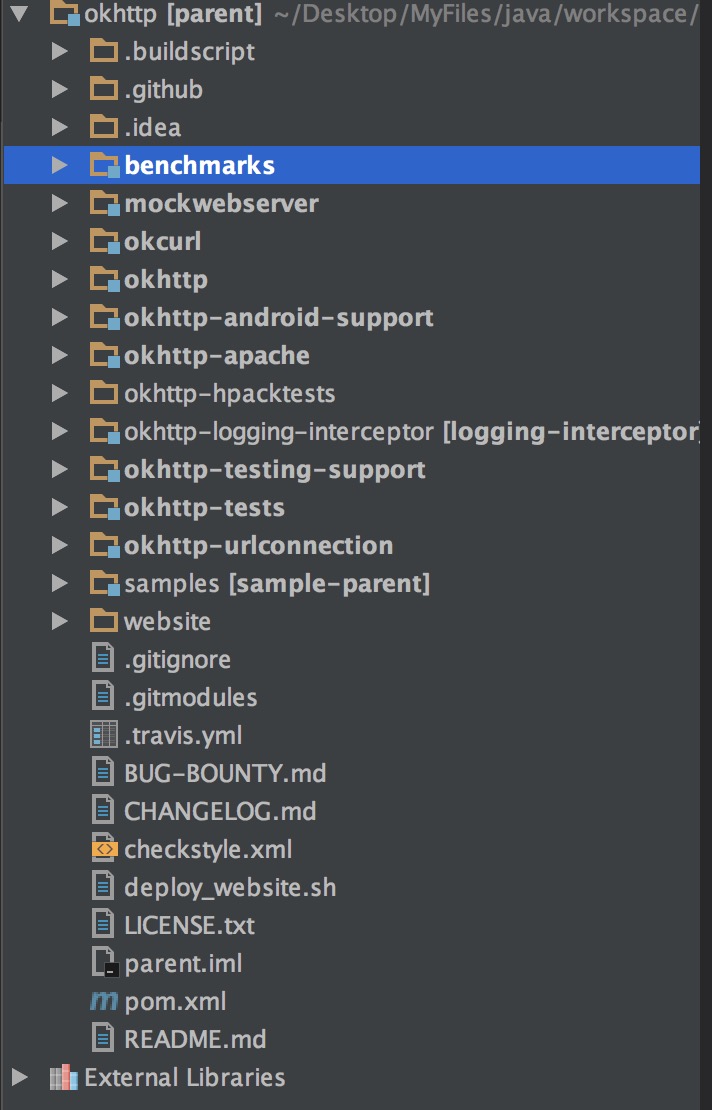 okhttp [parent] ~/Desktop/MyFiles/java/workspace/
.buildscript
.github
.idea
benchmarks
mockwebserver
okcurl
okhttp
okhttp-android-support
okhttp-apache
okhttp-hpacktests
okhttp-logging-interceptor [logging-interceptor]
okhttp-testing-support
okhttp-tests
okhttp-urlconnection
samples [sample-parent]
website
.gitignore
.gitmodules
.travis.yml
BUG-BOUNTY.md
CHANGELOG.md
checkstyle.xml
deploy_website.sh
LICENSE.txt
parent.iml
pom.xml
README.md
External Libraries